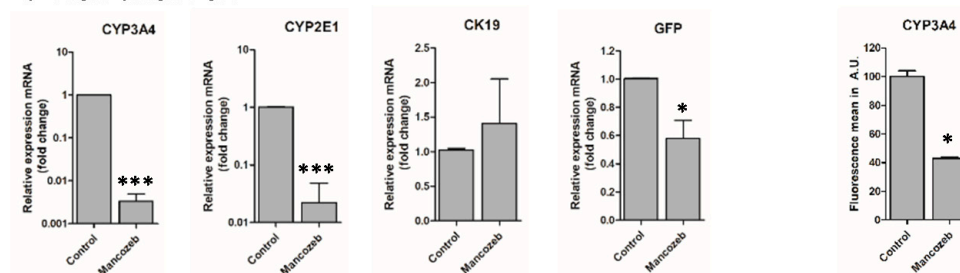 CYP3A4
Relative expression mRNA
(fold change)
10
1
0.1
0.01
0.001
***
Control
Mancozeb
CYP2E1
Relative expression mRNA
(fold change)
10
1
0.1
0.01
***
Control
Mancozeb
CK19
Relative expression mRNA
(fold change)
2.5
2.0
1.5
1.0
0.5
0.0
Control
Mancozeb
GFP
Relative expression mRNA
(fold change)
1.2
1.0
0.8
0.6
0.4
0.2
0.0
*
Control
Mancozeb
CYP3A4
Fluorescence mean in A.U.
120
100
80
60
40
20
0
*
Control
Mancozeb